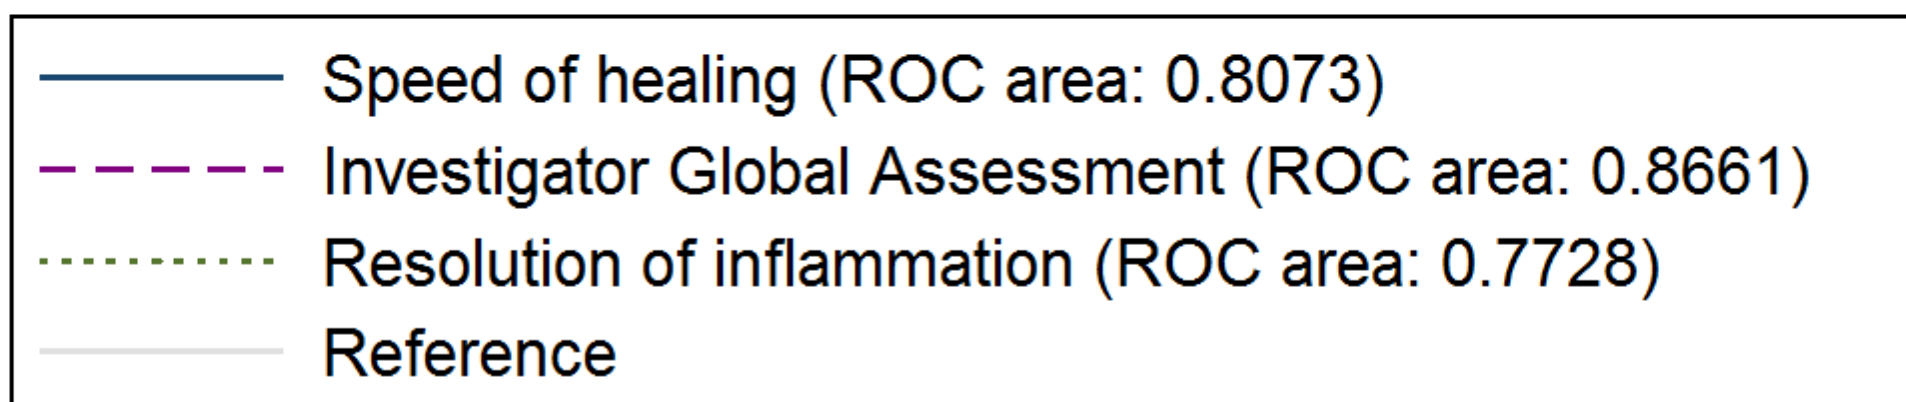 Speed of healing (ROC area: 0.8073)
Investigator Global Assessment (ROC area: 0.8661)
Resolution of inflammation (ROC area: 0.7728)
Reference